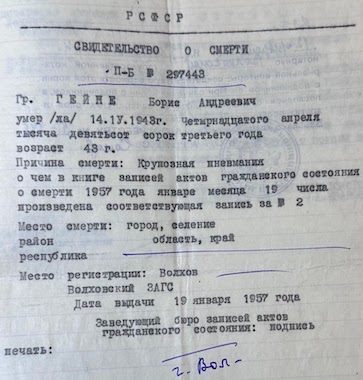 РСФСР
СВИДЕТЕЛЬСТВО О СМЕРТИ
П-Б № 297443
Гр. ГЕЙНЕ Борис Андреевич
умер /ла/ 14.IУ.1943г. Четырнадцатого апреля
тысяча девятьсот сорок третьего года
возраст 43 г.
Причина смерти: Крупозная пневмания
о чем в книге записей актов гражданского состояния
о смерти 1957 года январе месяца 19 числа
произведена соответствующая запись за № 2
Место смерти: город, селение
район область, край
республика
Место регистрации: Волхов
Волховский ЗАГС
Дата выдачи 19 января 1957 года
Заведующий бюро записей актов
гражданского состояния: подпись
печать:
г. Вол-